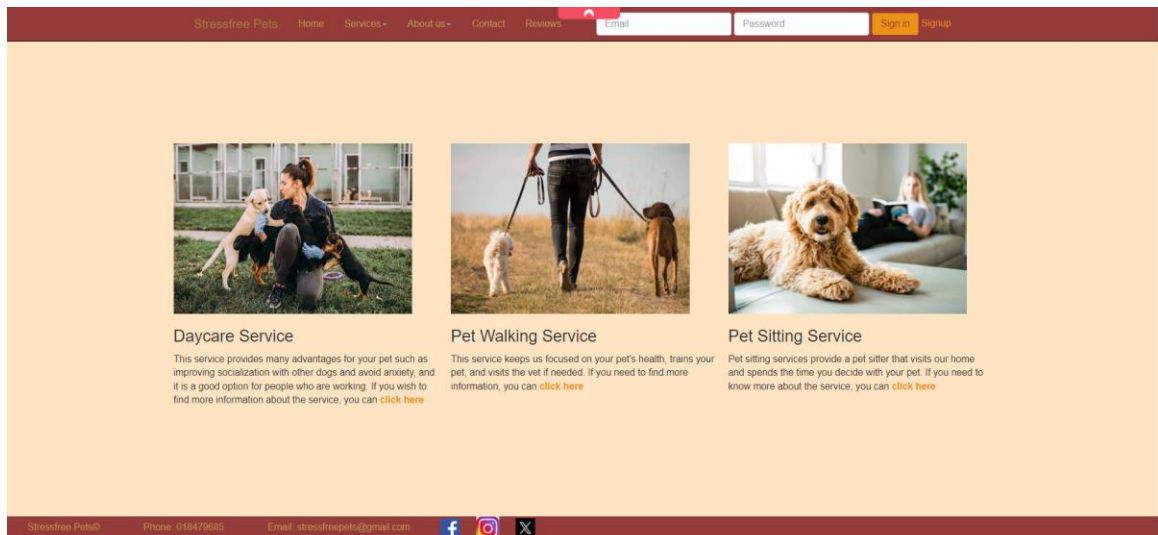 Stressfree Pets Home Services About us Contact Reviews Email Password Sign in Signup
Daycare Service
This service provides many advantages for your pet such as
improving socialization with other dogs and avoid anxiety, and
it is a good option for people who are working. If you wish to
find more information about the service, you can click here
Pet Walking Service
This service keeps us focused on your pet's health, trains your
pet, and visits the vet if needed. If you need to find more
information, you can click here
Pet Sitting Service
Pet sitting services provide a pet sitter that visits our home
and spends the time you decide with your pet. If you need to
know more about the service, you can click here
Stressfree Pets© Phone: 018479685 Email: stressfreepets@gmail.com